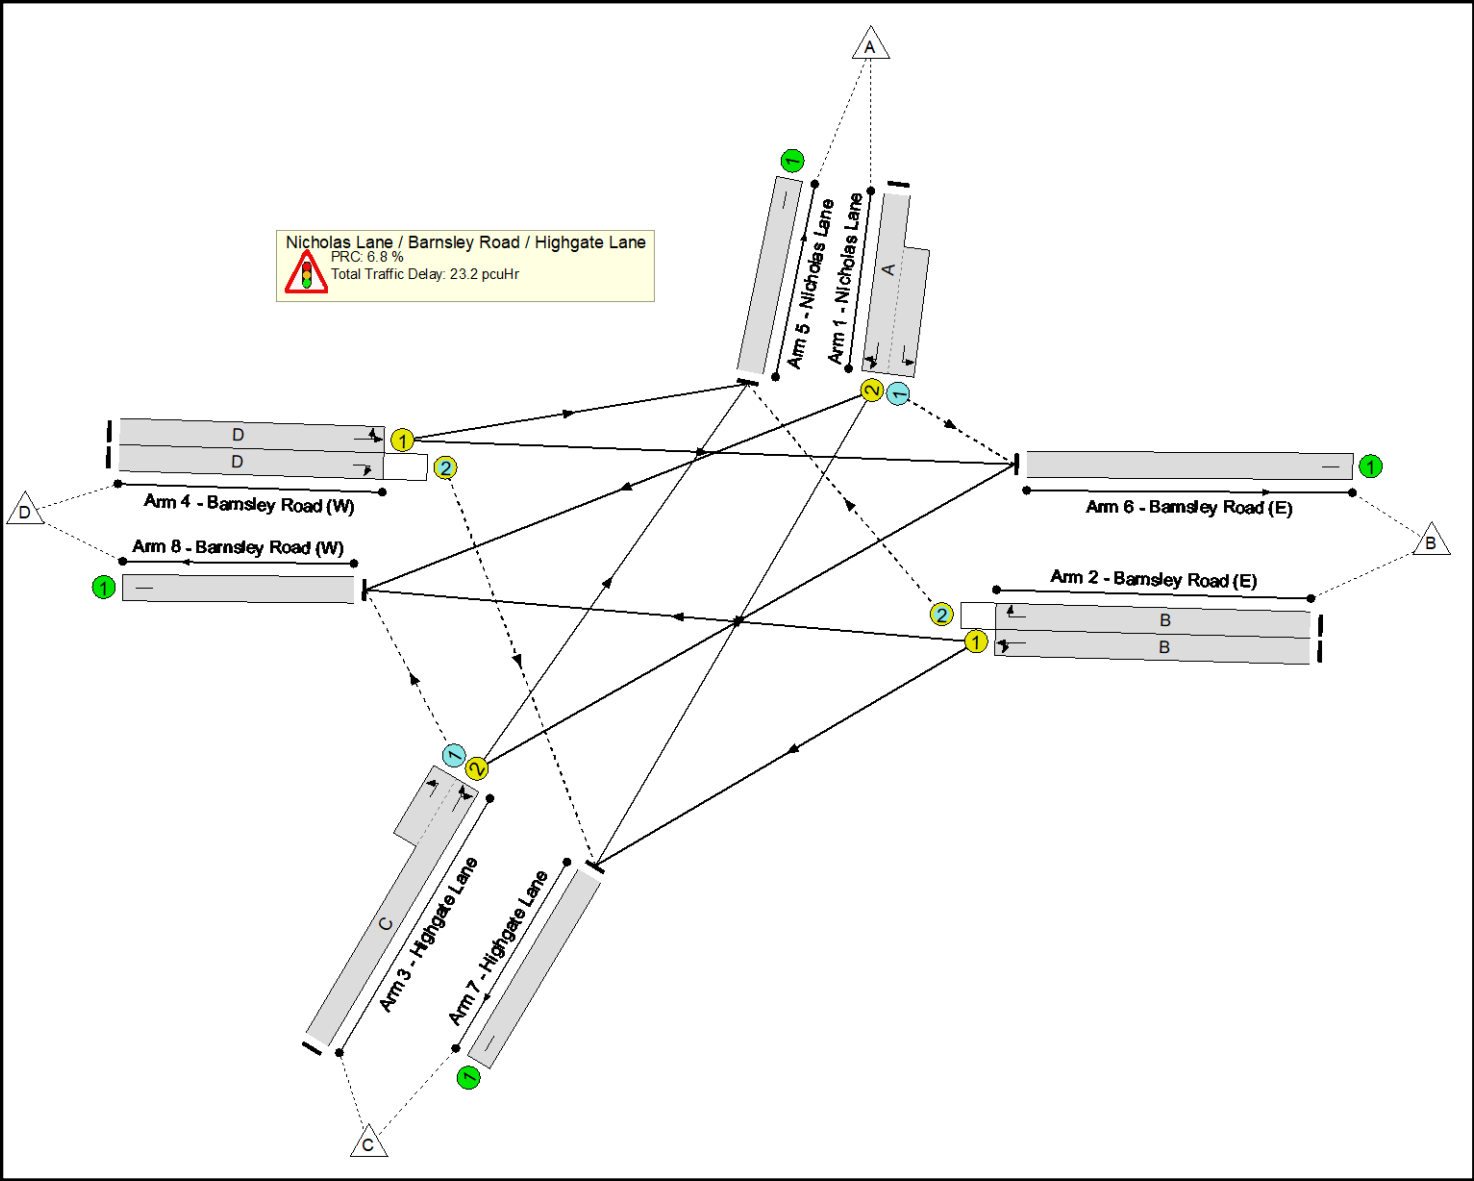 A
1
Arm 5 - Nicholas Lane
Arm 1 - Nicholas Lane
A
Nicholas Lane / Barnsley Road / Highgate Lane
PRC: 6.8 %
Total Traffic Delay: 23.2 pcuHr
2
1
D
1
D
2
Arm 4 - Barnsley Road (W)
D
1
Arm 6 - Barnsley Road (E)
B
Arm 8 - Barnsley Road (W)
1
Arm 2 - Barnsley Road (E)
2
B
1
B
1
2
C
Arm 3 - Highgate Lane
Arm 7 - Highgate Lane
1
C